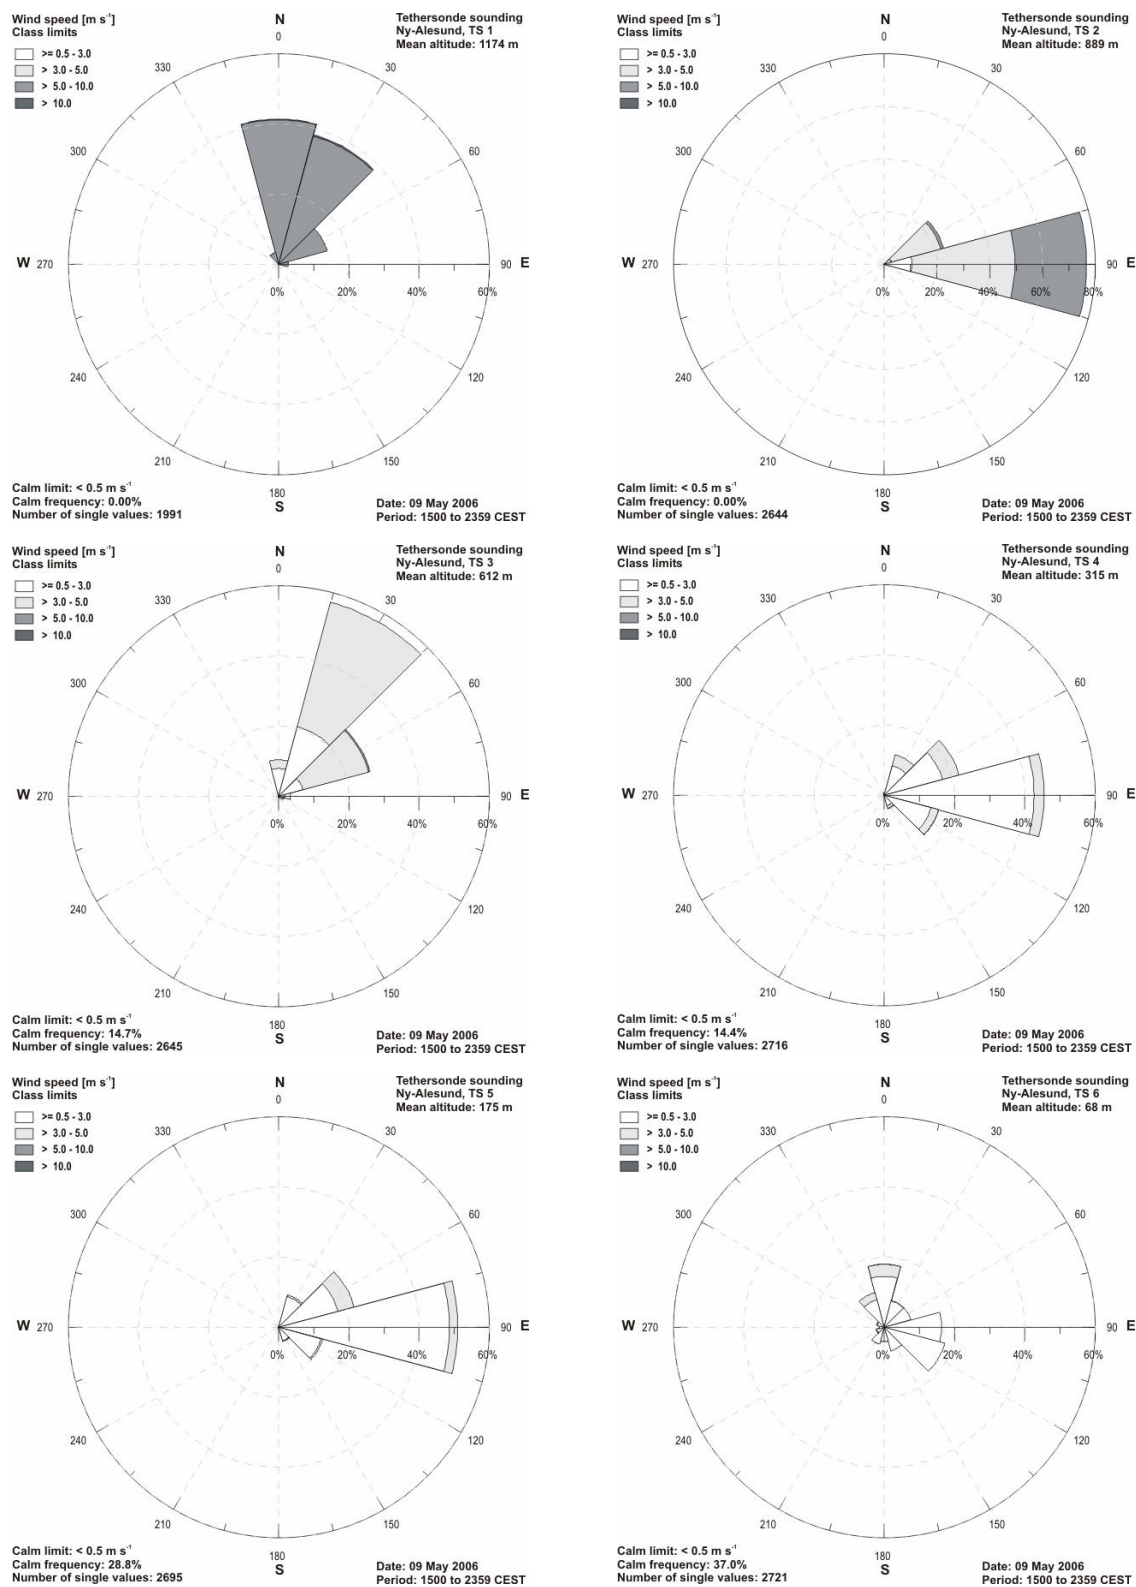 Wind speed [m s⁻¹]
Class limits
>= 0.5 - 3.0
> 3.0 - 5.0
> 5.0 - 10.0
> 10.0
N
0
Tethersonde sounding
Ny-Alesund, TS 1
Mean altitude: 1174 m
330
30
300
60
W 270
90 E
0%
20%
40%
60%
240
120
210
150
180
S
Calm limit: < 0.5 m s⁻¹
Calm frequency: 0.00%
Number of single values: 1991
Date: 09 May 2006
Period: 1500 to 2359 CEST
Wind speed [m s⁻¹]
Class limits
>= 0.5 - 3.0
> 3.0 - 5.0
> 5.0 - 10.0
> 10.0
N
0
Tethersonde sounding
Ny-Alesund, TS 2
Mean altitude: 889 m
330
30
300
60
W 270
90 E
0%
20%
40%
60%
80%
240
120
210
150
180
S
Calm limit: < 0.5 m s⁻¹
Calm frequency: 0.00%
Number of single values: 2644
Date: 09 May 2006
Period: 1500 to 2359 CEST
Wind speed [m s⁻¹]
Class limits
>= 0.5 - 3.0
> 3.0 - 5.0
> 5.0 - 10.0
> 10.0
N
0
Tethersonde sounding
Ny-Alesund, TS 3
Mean altitude: 612 m
330
30
300
60
W 270
90 E
0%
20%
40%
60%
240
120
210
150
180
S
Calm limit: < 0.5 m s⁻¹
Calm frequency: 14.7%
Number of single values: 2645
Date: 09 May 2006
Period: 1500 to 2359 CEST
Wind speed [m s⁻¹]
Class limits
>= 0.5 - 3.0
> 3.0 - 5.0
> 5.0 - 10.0
> 10.0
N
0
Tethersonde sounding
Ny-Alesund, TS 4
Mean altitude: 315 m
330
30
300
60
W 270
90 E
0%
20%
40%
60%
240
120
210
150
180
S
Calm limit: < 0.5 m s⁻¹
Calm frequency: 14.4%
Number of single values: 2716
Date: 09 May 2006
Period: 1500 to 2359 CEST
Wind speed [m s⁻¹]
Class limits
>= 0.5 - 3.0
> 3.0 - 5.0
> 5.0 - 10.0
> 10.0
N
0
Tethersonde sounding
Ny-Alesund, TS 5
Mean altitude: 175 m
330
30
300
60
W 270
90 E
0%
20%
40%
60%
240
120
210
150
180
S
Calm limit: < 0.5 m s⁻¹
Calm frequency: 28.8%
Number of single values: 2695
Date: 09 May 2006
Period: 1500 to 2359 CEST
Wind speed [m s⁻¹]
Class limits
>= 0.5 - 3.0
> 3.0 - 5.0
> 5.0 - 10.0
> 10.0
N
0
Tethersonde sounding
Ny-Alesund, TS 6
Mean altitude: 68 m
330
30
300
60
W 270
90 E
0%
20%
40%
60%
240
120
210
150
180
S
Calm limit: < 0.5 m s⁻¹
Calm frequency: 37.0%
Number of single values: 2721
Date: 09 May 2006
Period: 1500 to 2359 CEST